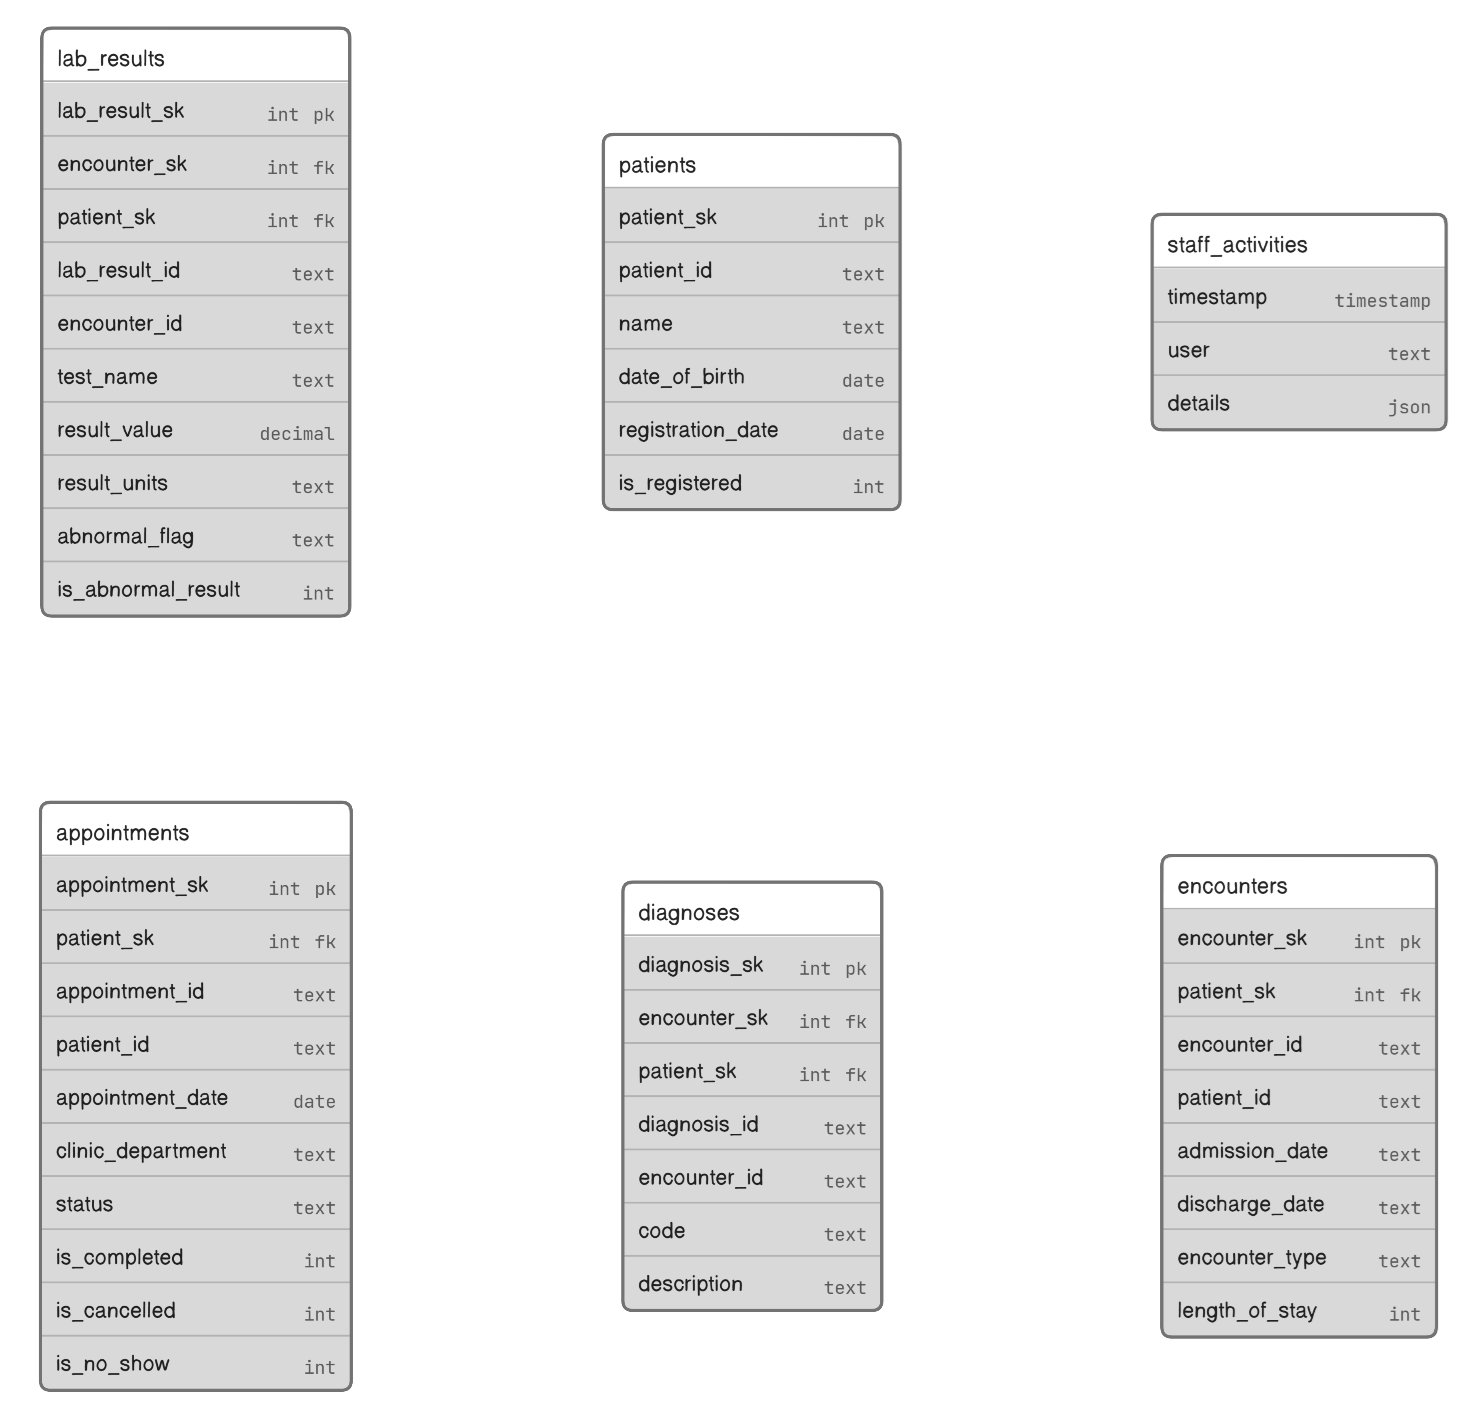 lab_results
lab_result_sk int pk
encounter_sk int fk
patient_sk int fk
lab_result_id text
encounter_id text
test_name text
result_value decimal
result_units text
abnormal_flag text
is_abnormal_result int
patients
patient_sk int pk
patient_id text
name text
date_of_birth date
registration_date date
is_registered int
staff_activities
timestamp timestamp
user text
details json
appointments
appointment_sk int pk
patient_sk int fk
appointment_id text
patient_id text
appointment_date date
clinic_department text
status text
is_completed int
is_cancelled int
is_no_show int
diagnoses
diagnosis_sk int pk
encounter_sk int fk
patient_sk int fk
diagnosis_id text
encounter_id text
code text
description text
encounters
encounter_sk int pk
patient_sk int fk
encounter_id text
patient_id text
admission_date text
discharge_date text
encounter_type text
length_of_stay int